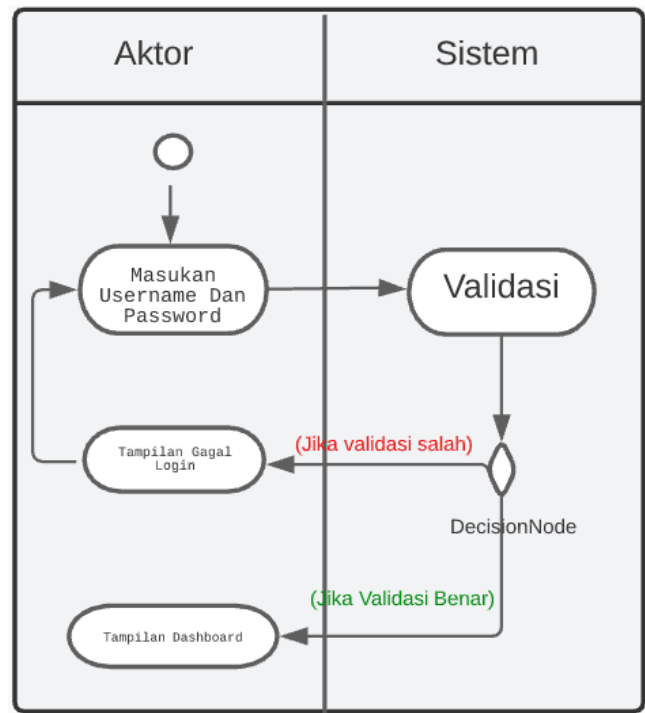 Aktor
Sistem
Masukan
Username Dan
Password
Validasi
Tampilan Gagal
Login
(Jika validasi salah)
DecisionNode
(Jika Validasi Benar)
Tampilan Dashboard